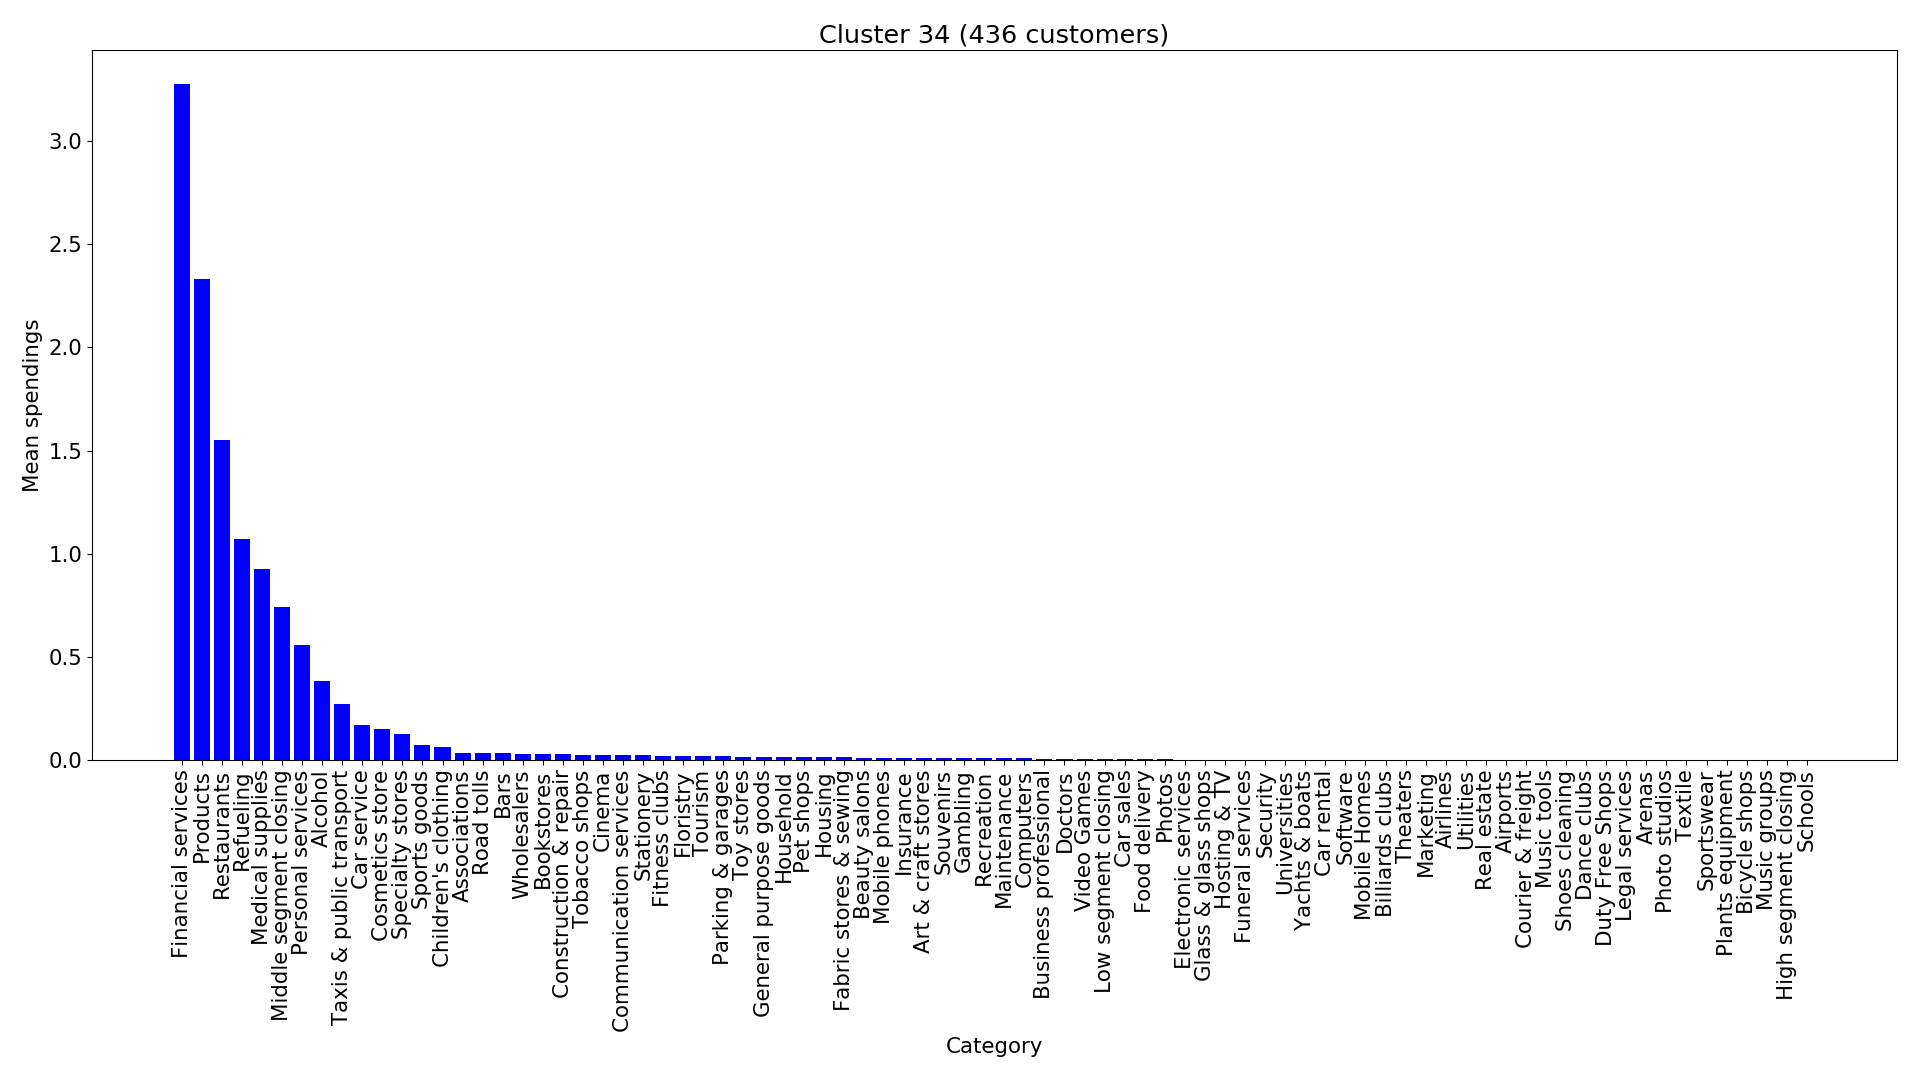 Cluster 34 (436 customers)
Mean spendings
3.0
2.5
2.0
1.5
1.0
0.5
0.0
Financial services
Products
Restaurants
Refueling
Medical supplies
Middle segment closing
Personal services
Alcohol
Taxis & public transport
Car service
Cosmetics store
Specialty stores
Sports goods
Children's clothing
Associations
Road tolls
Bars
Wholesalers
Bookstores
Construction & repair
Tobacco shops
Cinema
Communication services
Stationery
Fitness clubs
Floristry
Tourism
Parking & garages
Toy stores
General purpose goods
Household
Pet shops
Housing
Fabric stores & sewing
Beauty salons
Mobile phones
Insurance
Art & craft stores
Souvenirs
Gambling
Recreation
Maintenance
Computers
Business professional
Doctors
Video Games
Low segment closing
Car sales
Food delivery
Photos
Electronic services
Glass & glass shops
Hosting & TV
Funeral services
Security
Universities
Yachts & boats
Car rental
Software
Mobile Homes
Billiards clubs
Theaters
Marketing
Airlines
Utilities
Real estate
Airports
Courier & freight
Music tools
Shoes cleaning
Dance clubs
Duty Free Shops
Legal services
Arenas
Photo studios
Textile
Sportswear
Plants equipment
Bicycle shops
Music groups
High segment closing
Schools
Category